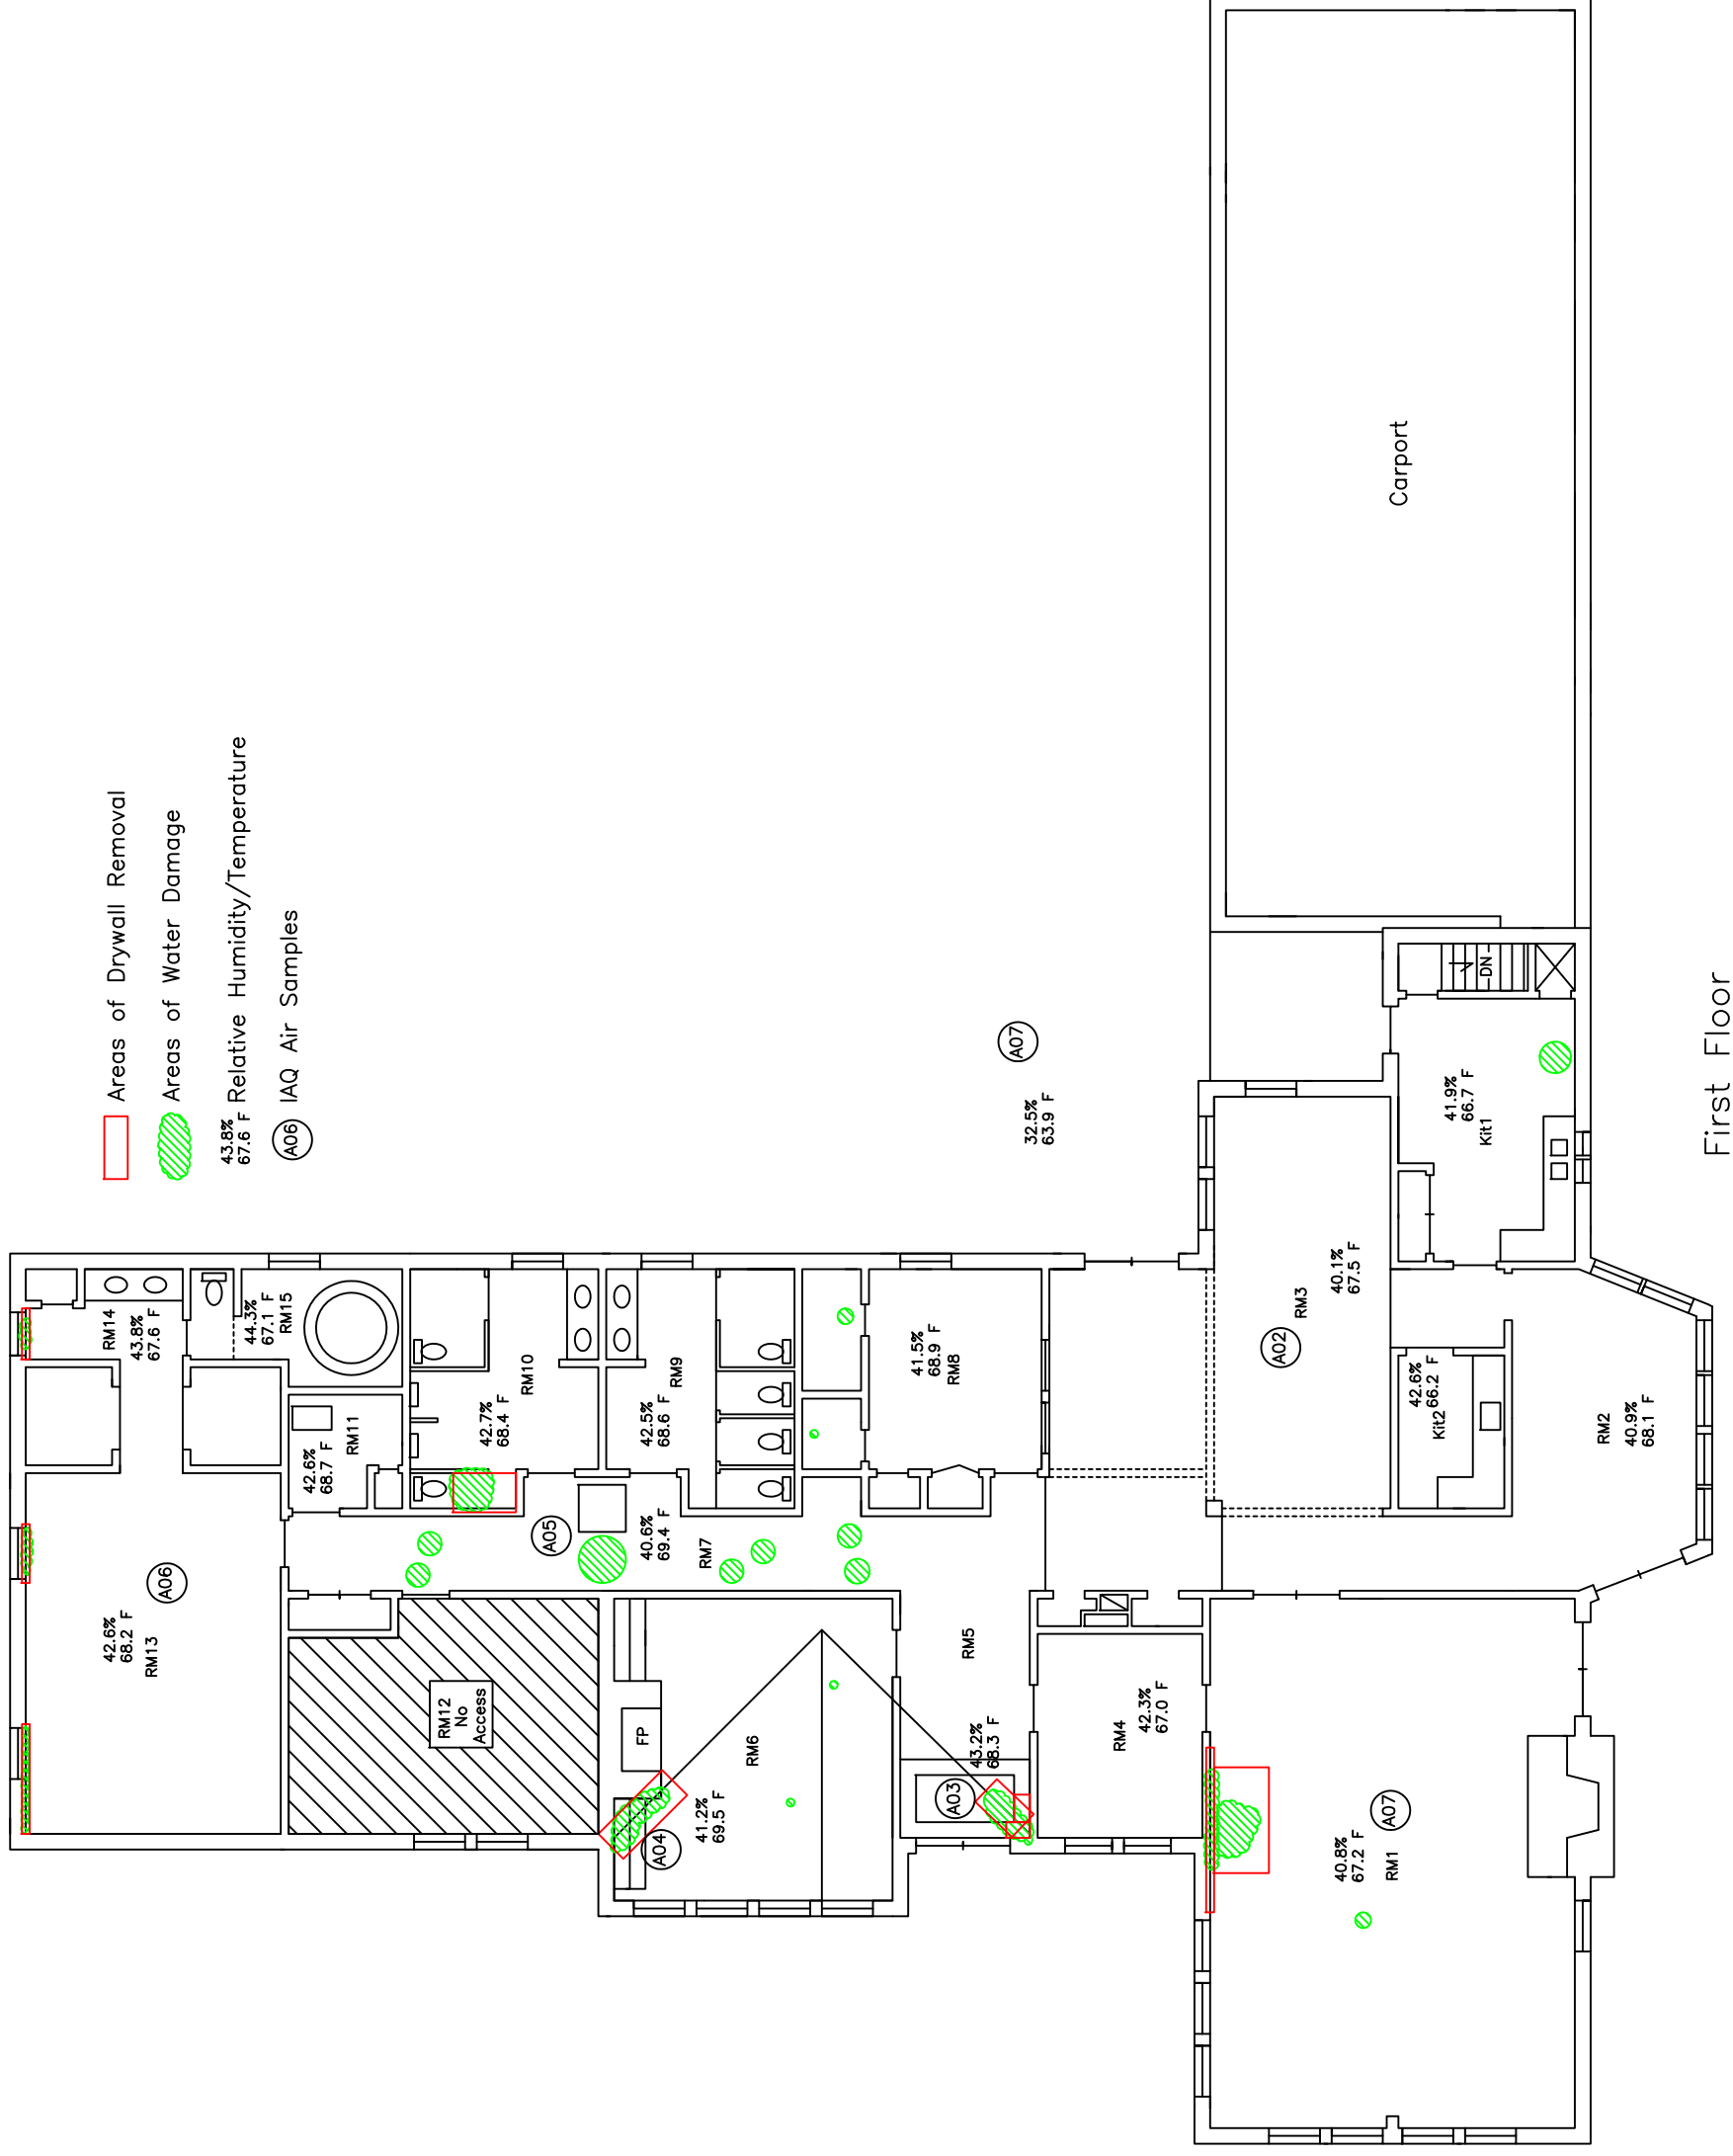 Areas of Drywall Removal
Areas of Water Damage
43.8%
67.6 F
Relative Humidity/Temperature
A06
IAQ Air Samples
RM14
43.8%
67.6 F
44.3%
67.1 F
RM15
A06
42.6%
68.2 F
RM13
42.6%
68.7 F
RM11
42.7%
68.4 F
RM10
42.5%
68.6 F
RM9
A05
40.6%
69.4 F
RM7
RM12
No
Access
FP
RM6
A04
41.2%
69.5 F
41.5%
68.9 F
RM8
RM5
43.2%
68.3 F
A03
RM4
42.3%
67.0 F
A07
32.5%
63.9 F
A02
RM3
40.1%
67.5 F
40.8%
67.2 F
RM1
A07
42.6%
66.2 F
Kit2
41.9%
66.7 F
Kit1
DN
RM2
40.9%
68.1 F
Carport
First Floor